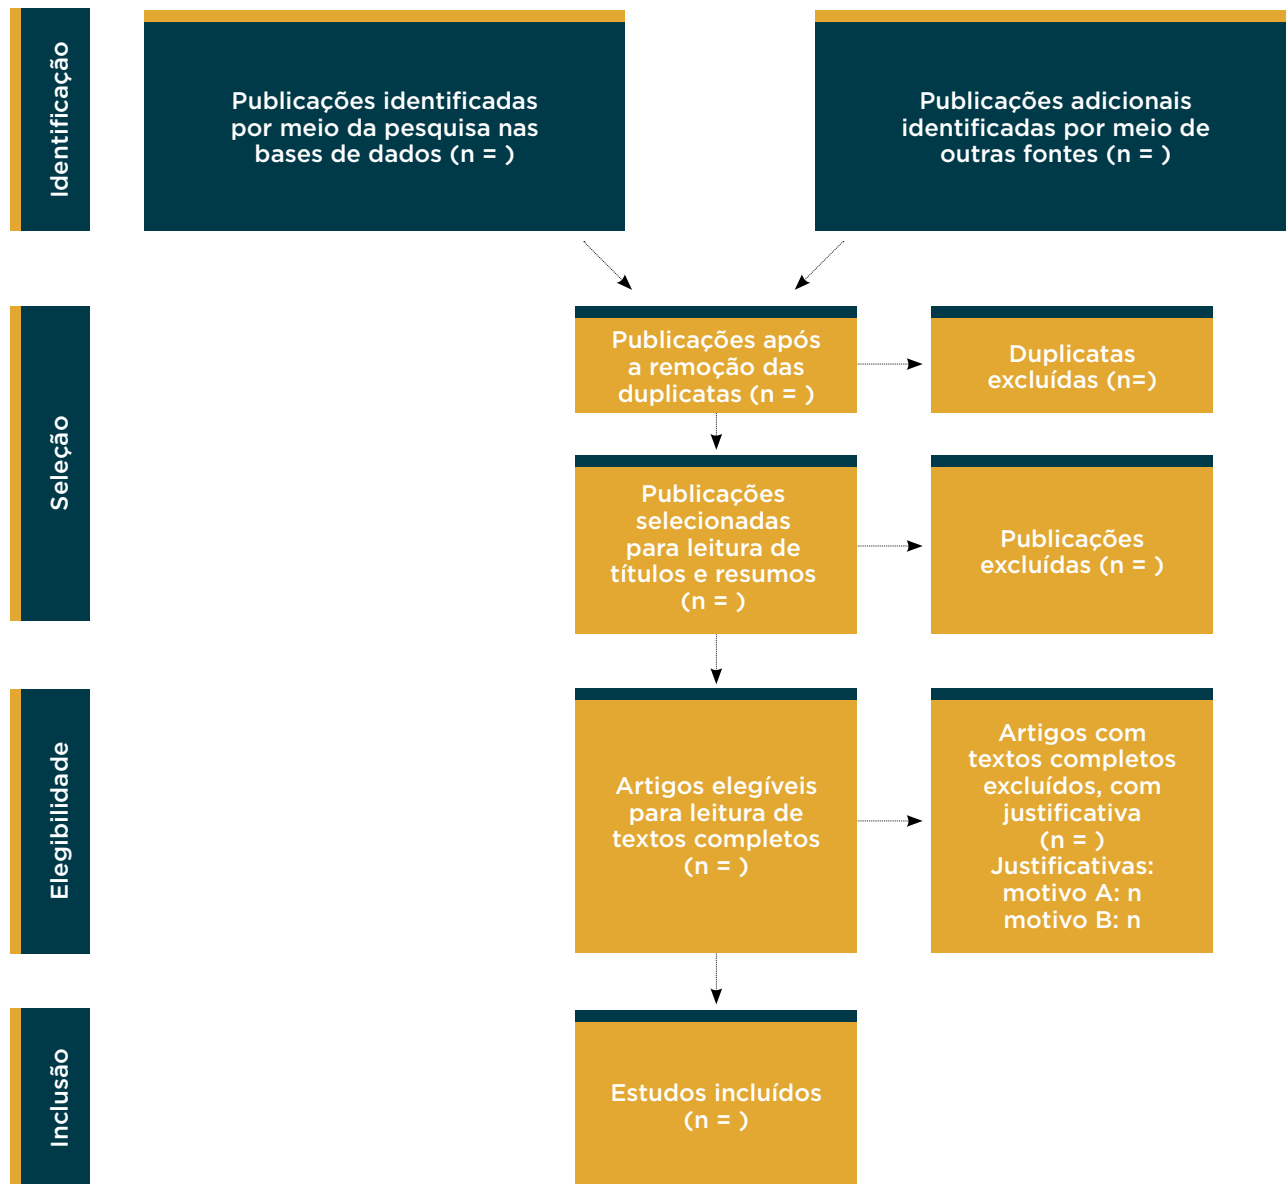 Identificação
Publicações identificadas
por meio da pesquisa nas
bases de dados (n = )
Publicações adicionais
identificadas por meio de
outras fontes (n = )
Seleção
Publicações após
a remoção das
duplicatas (n = )
Duplicatas
excluídas (n=)
Publicações
selecionadas
para leitura de
títulos e resumos
(n = )
Publicações
excluídas (n = )
Elegibilidade
Artigos elegíveis
para leitura de
textos completos
(n = )
Artigos com
textos completos
excluídos, com
justificativa
(n = )
Justificativas:
motivo A: n
motivo B: n
Inclusão
Estudos incluídos
(n = )